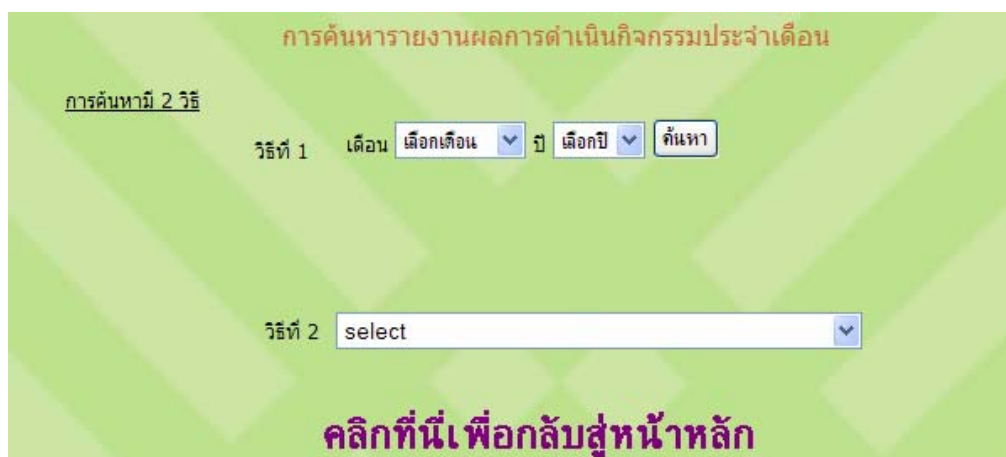 การค้นหารายงานผลการดำเนินกิจกรรมประจำเดือน
การค้นหามี 2 วิธี
วิธีที่ 1 เดือน เลือกเดือน ปี เลือกปี ค้นหา
วิธีที่ 2 select
คลิกที่นี่เพื่อกลับสู่หน้าหลัก